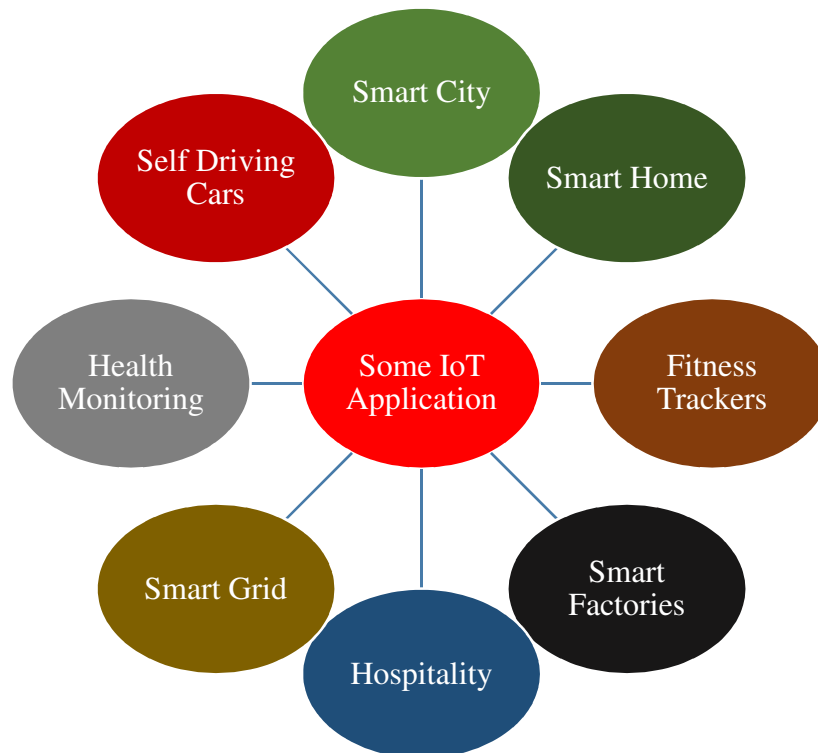 Smart City
Self Driving
Cars
Smart Home
Health
Monitoring
Some IoT
Application
Fitness
Trackers
Smart Grid
Smart
Factories
Hospitality